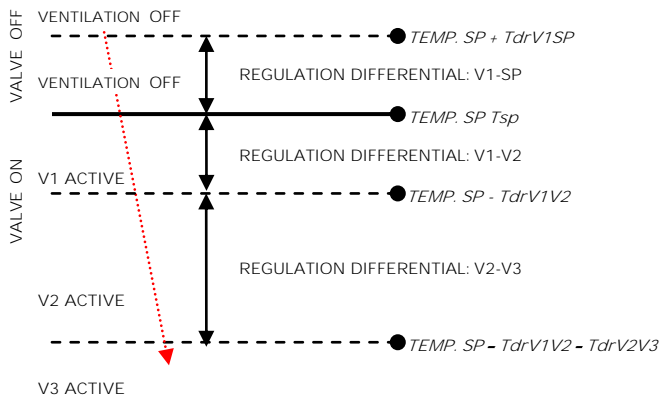 VENTILATION OFF
TEMP. SP + TdrV1SP
VALVE OFF
REGULATION DIFFERENTIAL: V1-SP
VENTILATION OFF
TEMP. SP Tsp
REGULATION DIFFERENTIAL: V1-V2
VALVE ON
V1 ACTIVE
TEMP. SP - TdrV1V2
REGULATION DIFFERENTIAL: V2-V3
V2 ACTIVE
TEMP. SP – TdrV1V2 – TdrV2V3
V3 ACTIVE